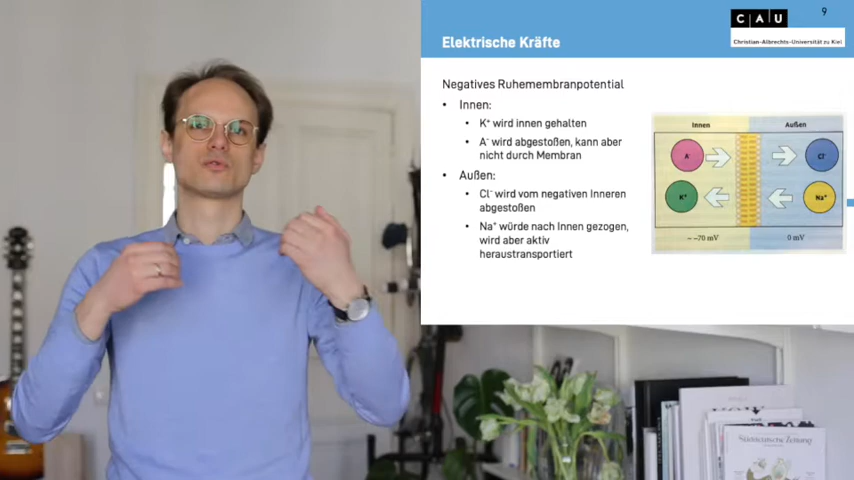 9
C A U
Christian-Albrechts-Universität zu Kiel
Elektrische Kräfte
Negatives Ruhemembranpotential
• Innen:
• K⁺ wird innen gehalten
• A⁻ wird abgestoßen, kann aber
nicht durch Membran
• Außen:
• Cl⁻ wird vom negativen Inneren
abgestoßen
• Na⁺ würde nach Innen gezogen,
wird aber aktiv
heraustransportiert
Innen Außen
A⁻ Cl⁻
K⁺ Na⁺
~ –70 mV 0 mV
Süddeutsche Zeitung